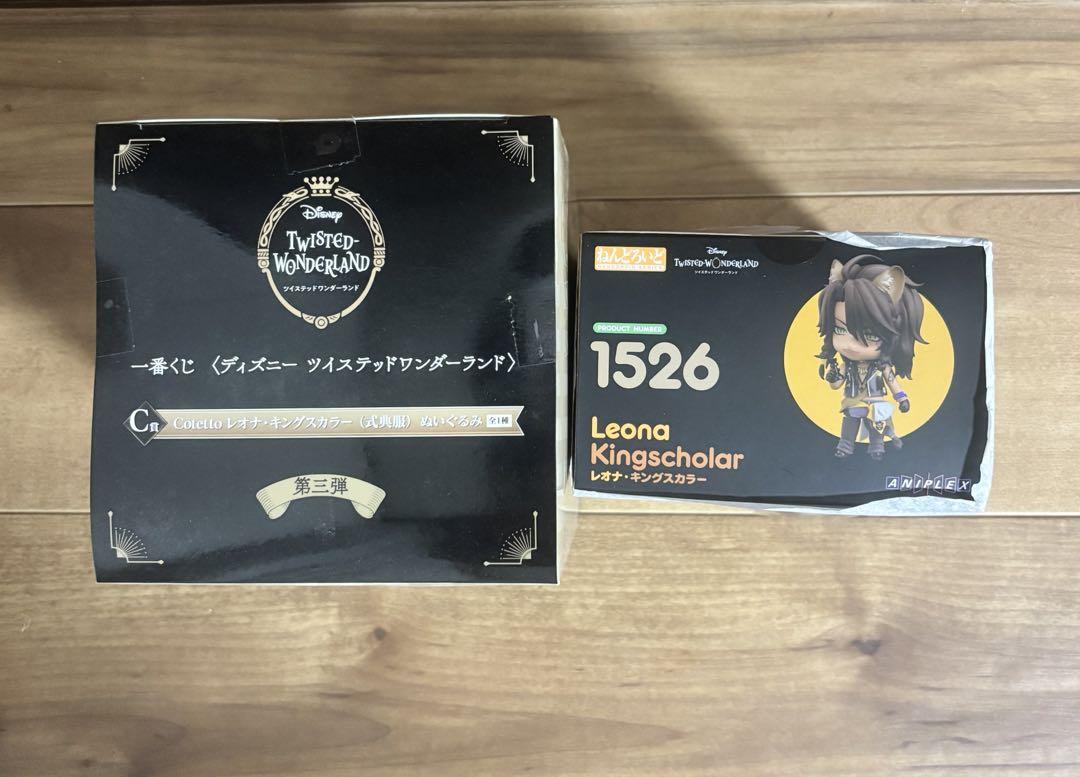 Disney
TWISTED-
WONDERLAND
ツイステッドワンダーランド
一番くじ 〈ディズニー ツイステッドワンダーランド〉
C賞 Cotetto レオナ・キングスカラー（式典服） ぬいぐるみ 全1種
第三弾
ねんどろいど
Disney
TWISTED-WONDERLAND
ツイステッドワンダーランド
PRODUCT NUMBER
1526
Leona
Kingscholar
レオナ・キングスカラー
ANIPLEX